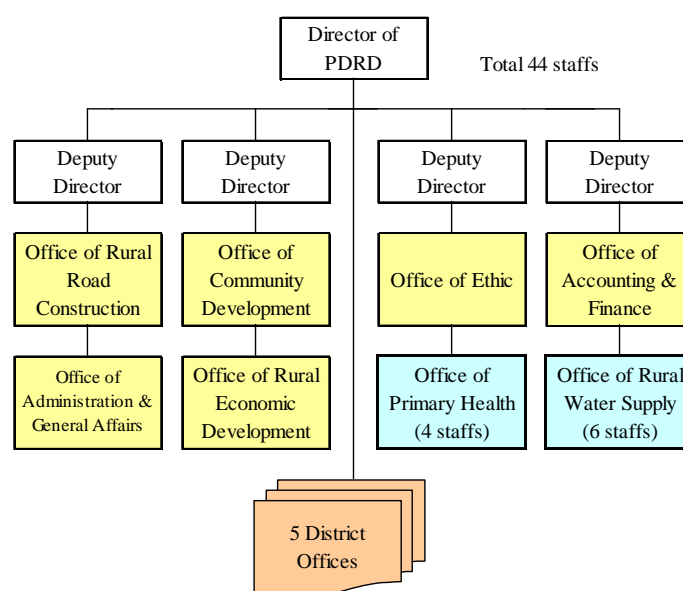 Director of
PDRD
Total 44 staffs
Deputy
Director
Deputy
Director
Deputy
Director
Deputy
Director
Office of Rural
Road
Construction
Office of
Community
Development
Office of Ethic
Office of
Accounting &
Finance
Office of
Administration &
General Affairs
Office of Rural
Economic
Development
Office of
Primary Health
(4 staffs)
Office of Rural
Water Supply
(6 staffs)
5 District
Offices